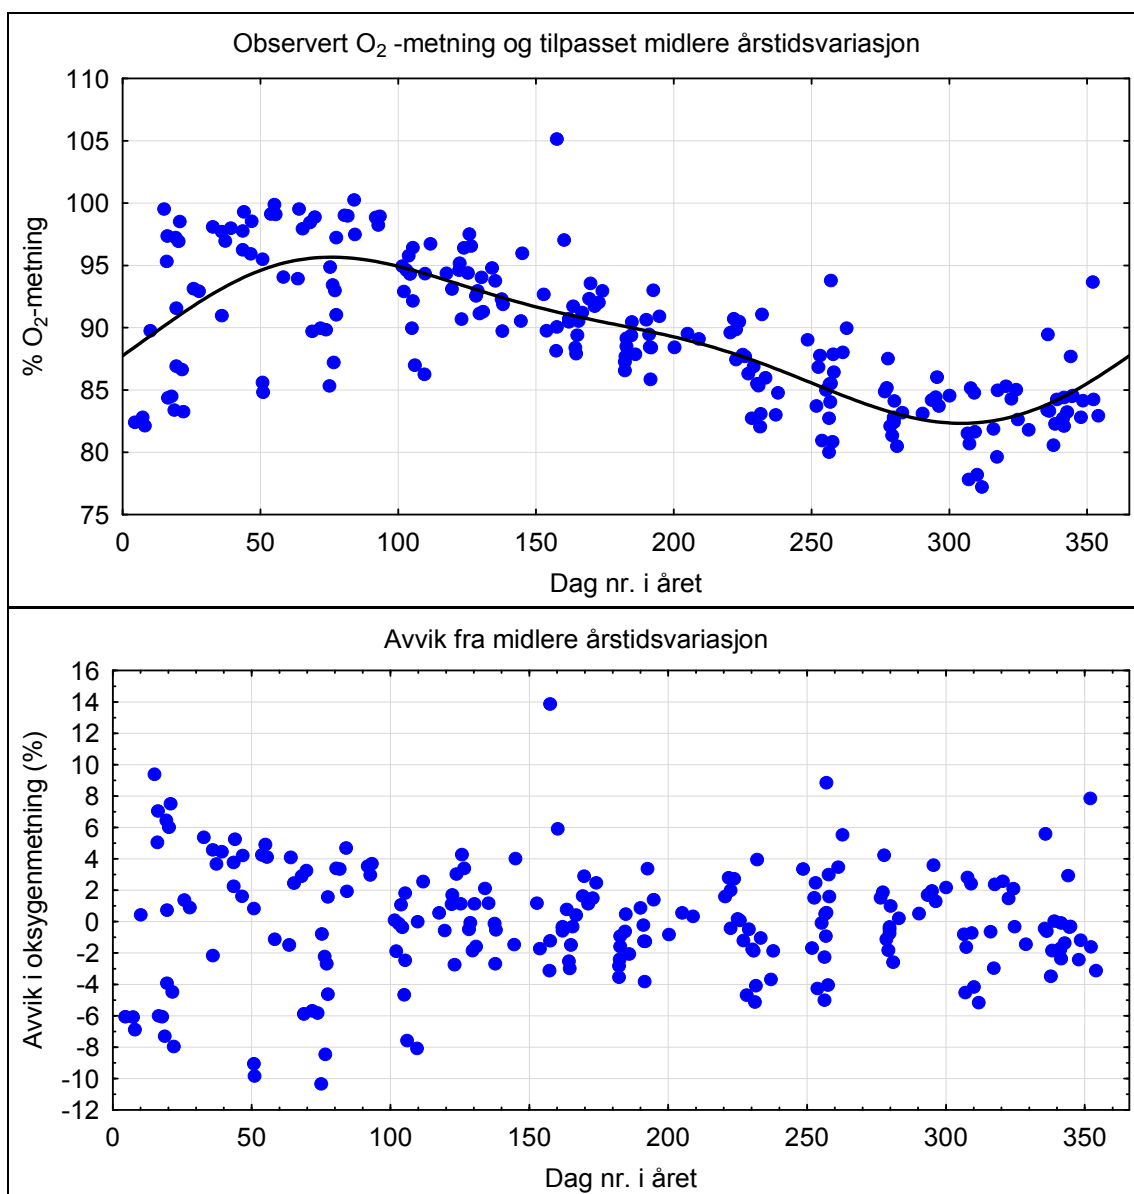 Observert O2 -metning og tilpasset midlere årstidsvariasjon
110
105
100
95
90
85
80
75
% O2-metning
0 50 100 150 200 250 300 350
Dag nr. i året
Avvik fra midlere årstidsvariasjon
16
14
12
10
8
6
4
2
0
-2
-4
-6
-8
-10
-12
Avvik i oksygenmetning (%)
0 50 100 150 200 250 300 350
Dag nr. i året